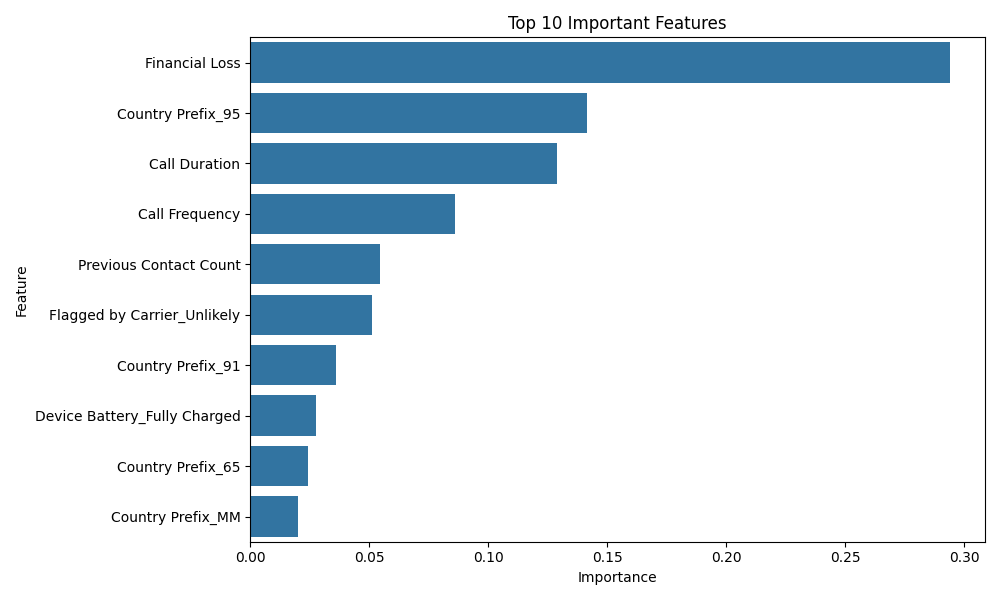 Top 10 Important Features
Financial Loss
Country Prefix_95
Call Duration
Call Frequency
Previous Contact Count
Flagged by Carrier_Unlikely
Country Prefix_91
Device Battery_Fully Charged
Country Prefix_65
Country Prefix_MM
Feature
0.00 0.05 0.10 0.15 0.20 0.25 0.30
Importance